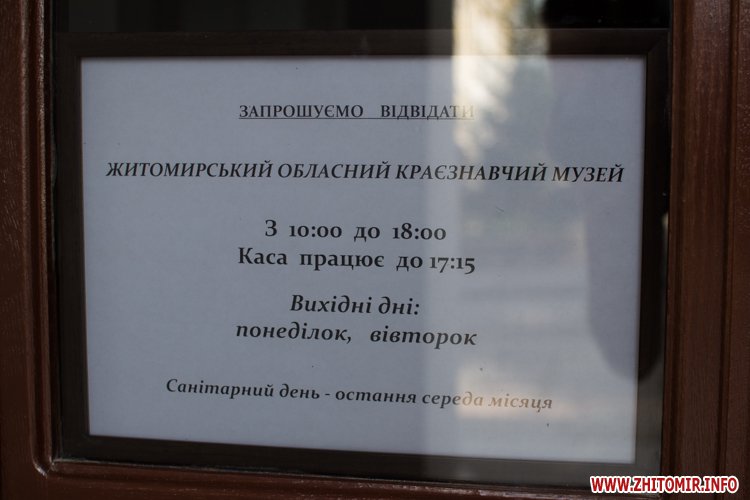 ЗАПРОШУЄМО ВІДВІДАТИ
ЖИТОМИРСЬКИЙ ОБЛАСНИЙ КРАЄЗНАВЧИЙ МУЗЕЙ
З 10:00 до 18:00
Каса працює до 17:15
Вихідні дні:
понеділок, вівторок
Санітарний день - остання середа місяця
WWW.ZHITOMIR.INFO